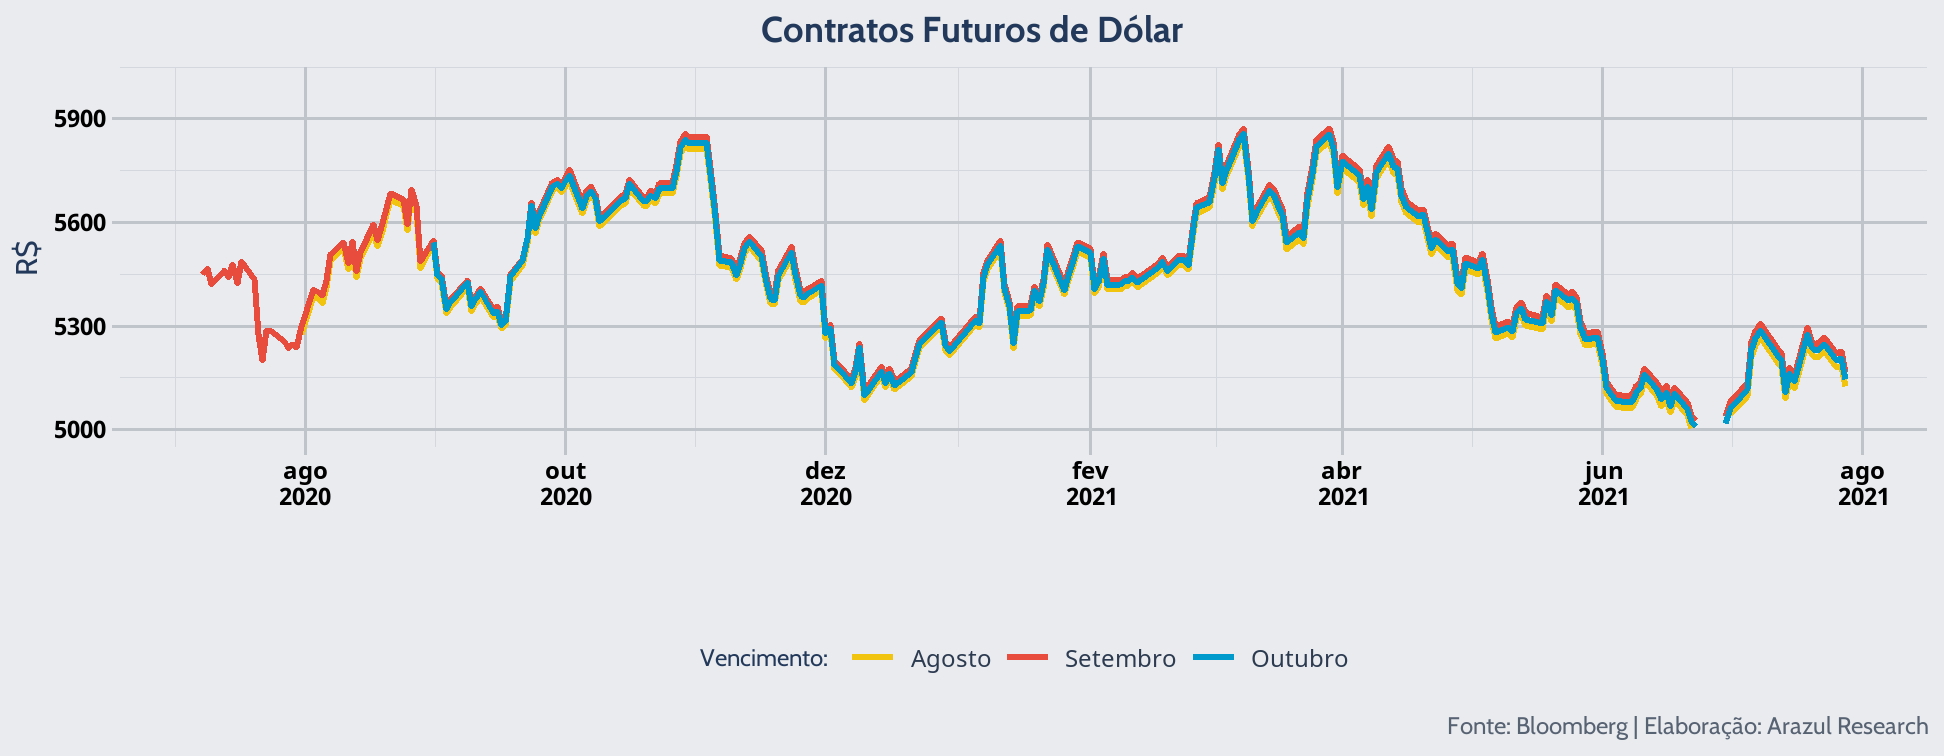 Contratos Futuros de Dólar
R$
5900
5600
5300
5000
ago
2020
out
2020
dez
2020
fev
2021
abr
2021
jun
2021
ago
2021
Vencimento: Agosto Setembro Outubro
Fonte: Bloomberg | Elaboração: Arazul Research